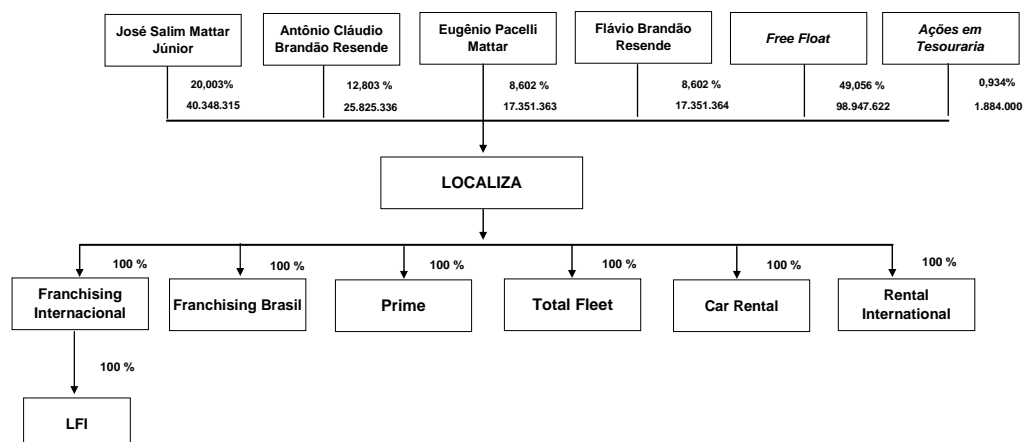 José Salim Mattar
Júnior
Antônio Cláudio
Brandão Resende
Eugênio Pacelli
Mattar
Flávio Brandão
Resende
Free Float
Ações em
Tesouraria
20,003%
12,803 %
8,602 %
8,602 %
49,056 %
0,934%
40.348.315
25.825.336
17.351.363
17.351.364
98.947.622
1.884.000
LOCALIZA
100 %
100 %
100 %
100 %
100 %
100 %
Franchising
Internacional
Franchising Brasil
Prime
Total Fleet
Car Rental
Rental
International
100 %
LFI